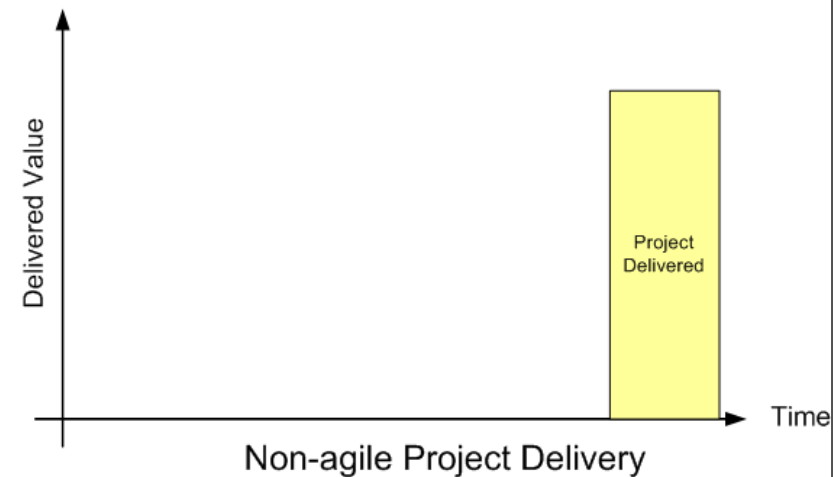 Delivered Value
Project
Delivered
Time
Non-agile Project Delivery